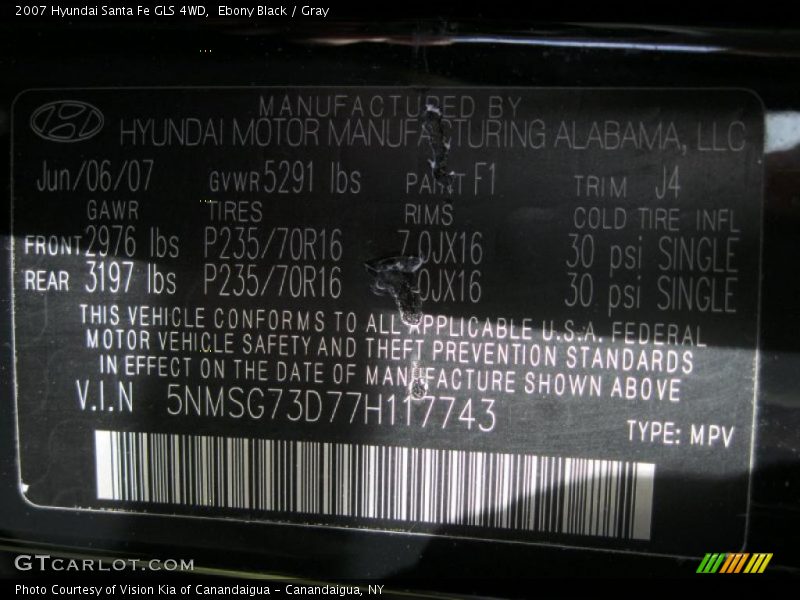 2007 Hyundai Santa Fe GLS 4WD,  Ebony Black / Gray
MANUFACTURED BY
HYUNDAI MOTOR MANUFACTURING ALABAMA, LLC
Jun/06/07 GVWR 5291 lbs PAINT F1 TRIM J4
GAWR TIRES RIMS COLD TIRE INFL
FRONT 2976 lbs P235/70R16 7.0JX16 30 psi SINGLE
REAR 3197 lbs P235/70R16 7.0JX16 30 psi SINGLE
THIS VEHICLE CONFORMS TO ALL APPLICABLE U.S.A. FEDERAL
MOTOR VEHICLE SAFETY AND THEFT PREVENTION STANDARDS
IN EFFECT ON THE DATE OF MANUFACTURE SHOWN ABOVE
V.I.N 5NMSG73D77H117743
TYPE: MPV
GTCARLOT.COM
Photo Courtesy of Vision Kia of Canandaigua - Canandaigua, NY